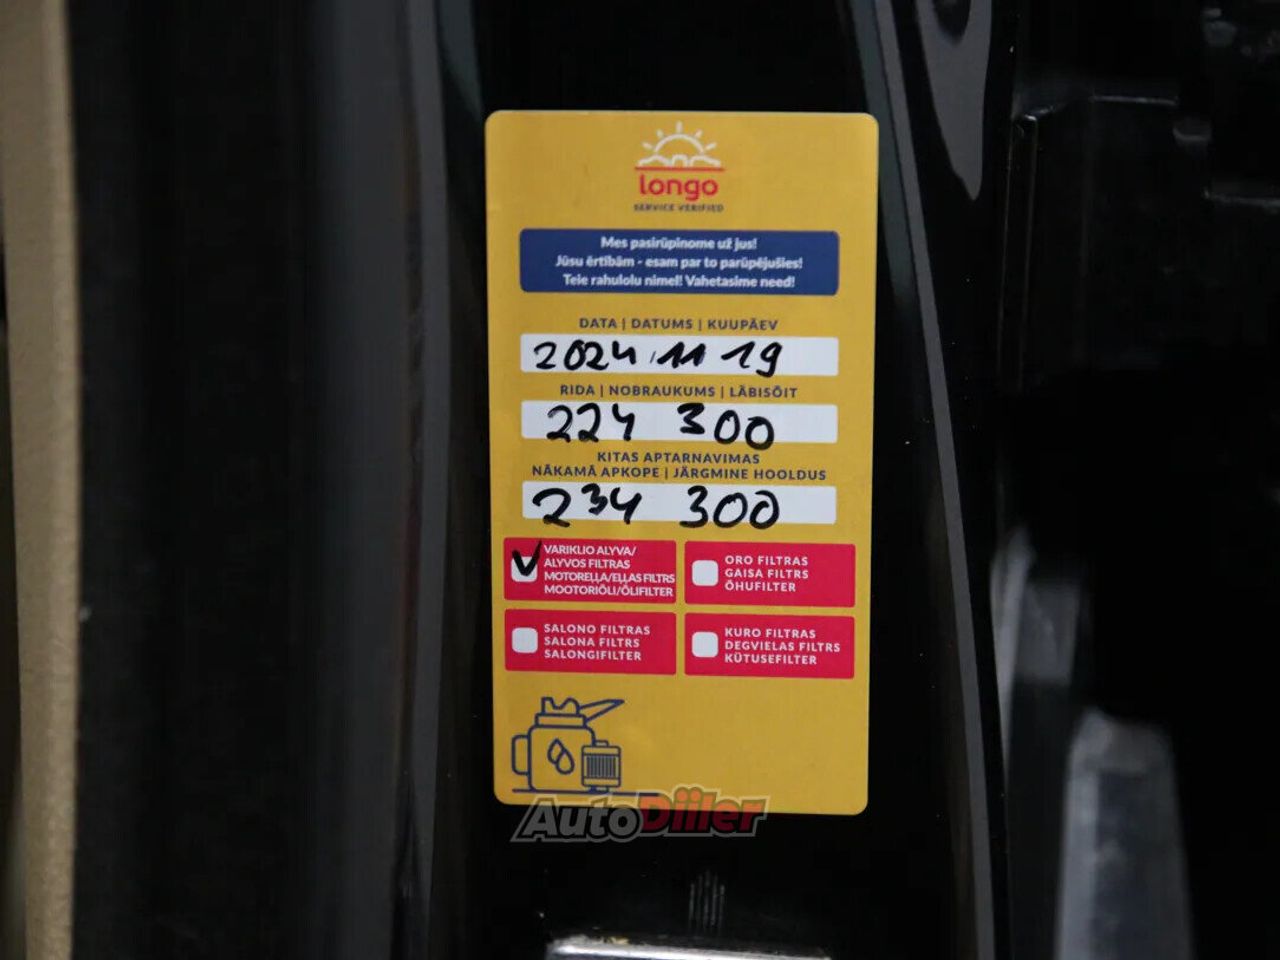 longo
SERVICE VERIFIED
Mes pasirūpinome už jus!
Jūsu ērtībām - esam par to parūpējušies!
Teie rahulolu nimel! Vahetasime need!
DATA | DATUMS | KUUPÄEV
2024 11 19
RIDA | NOBRAUKUMS | LÄBISÕIT
224 300
KITAS APTARNAVIMAS
NĀKAMĀ APKOPE | JÄRGMINE HOOLDUS
234 300
VARIKLIO ALYVA/
ALYVOS FILTRAS
MOTOREĻĻA/EĻĻAS FILTRS
MOOTORIÕLI/ÕLIFILTER
ORO FILTRAS
GAISA FILTRS
ÕHUFILTER
SALONO FILTRAS
SALONA FILTRS
SALONGIFILTER
KURO FILTRAS
DEGVIELAS FILTRS
KÜTUSEFILTER
AutoDiiler